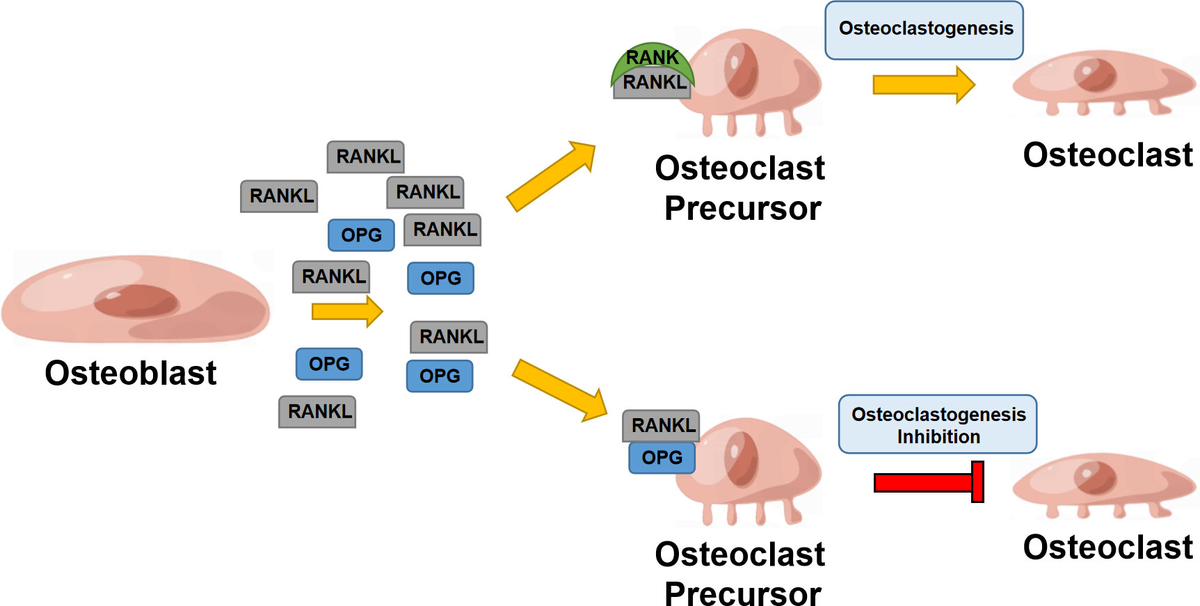 Osteoclastogenesis
RANK
RANKL
Osteoclast
Precursor
Osteoclast
RANKL
RANKL
RANKL
RANKL
OPG
RANKL
OPG
RANKL
OPG
OPG
RANKL
Osteoblast
RANKL
OPG
Osteoclastogenesis
Inhibition
Osteoclast
Precursor
Osteoclast